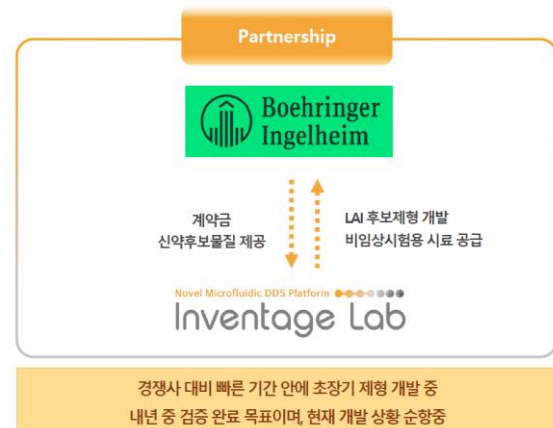 Partnership
Boehringer
Ingelheim
계약금
신약후보물질 제공
LAI 후보제형 개발
비임상시험용 시료 공급
Novel Microfluidic DDS Platform
Inventage Lab
경쟁사 대비 빠른 기간 안에 초장기 제형 개발 중
내년 중 검증 완료 목표이며, 현재 개발 상황 순항중